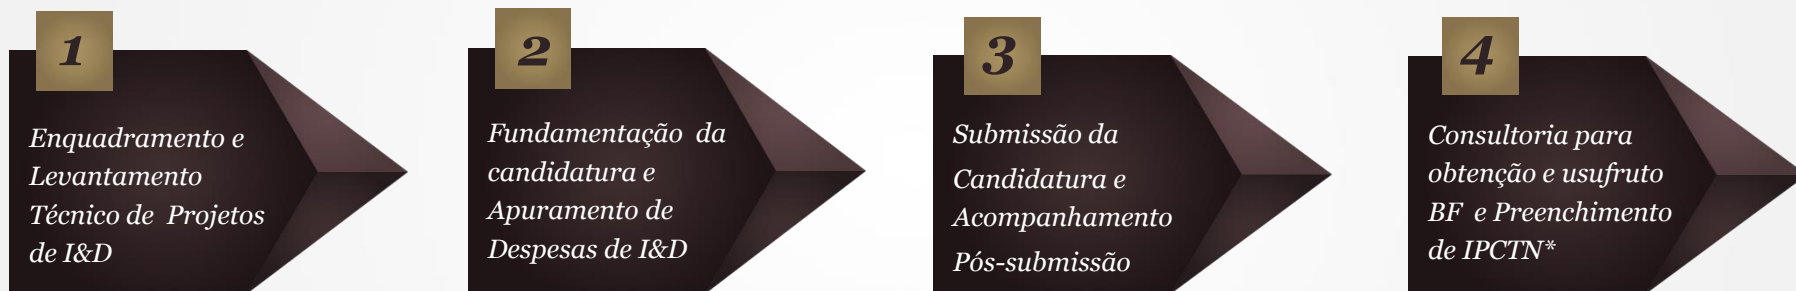 1
Enquadramento e
Levantamento
Técnico de Projetos
de I&D
2
Fundamentação da
candidatura e
Apuramento de
Despesas de I&D
3
Submissão da
Candidatura e
Acompanhamento
Pós-submissão
4
Consultoria para
obtenção e usufruto
BF e Preenchimento
de IPCTN*